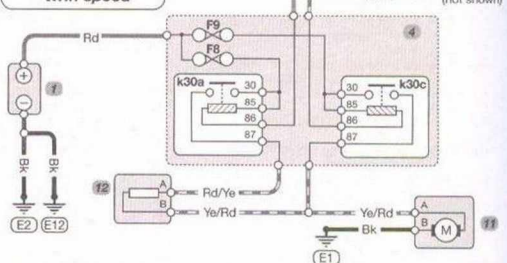 twin speed
(not shown)
F9
4
Rd
F8
k30a
k30c
1
30
30
85
85
86
86
87
87
Bk
Bk
12
A
Rd/Ye
B
Ye/Rd
Ye/Rd
A
E2
E12
Bk
B
M
11
E1